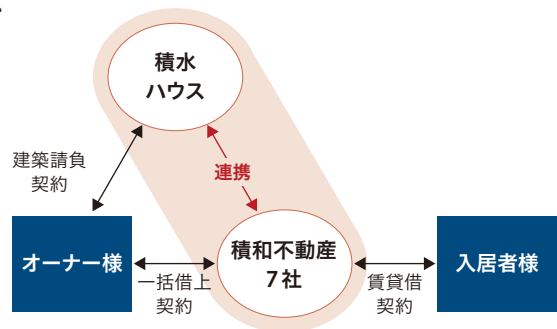 積水
ハウス
建築請負
契約
連携
オーナー様
一括借上
契約
積和不動産
7社
賃貸借
契約
入居者様